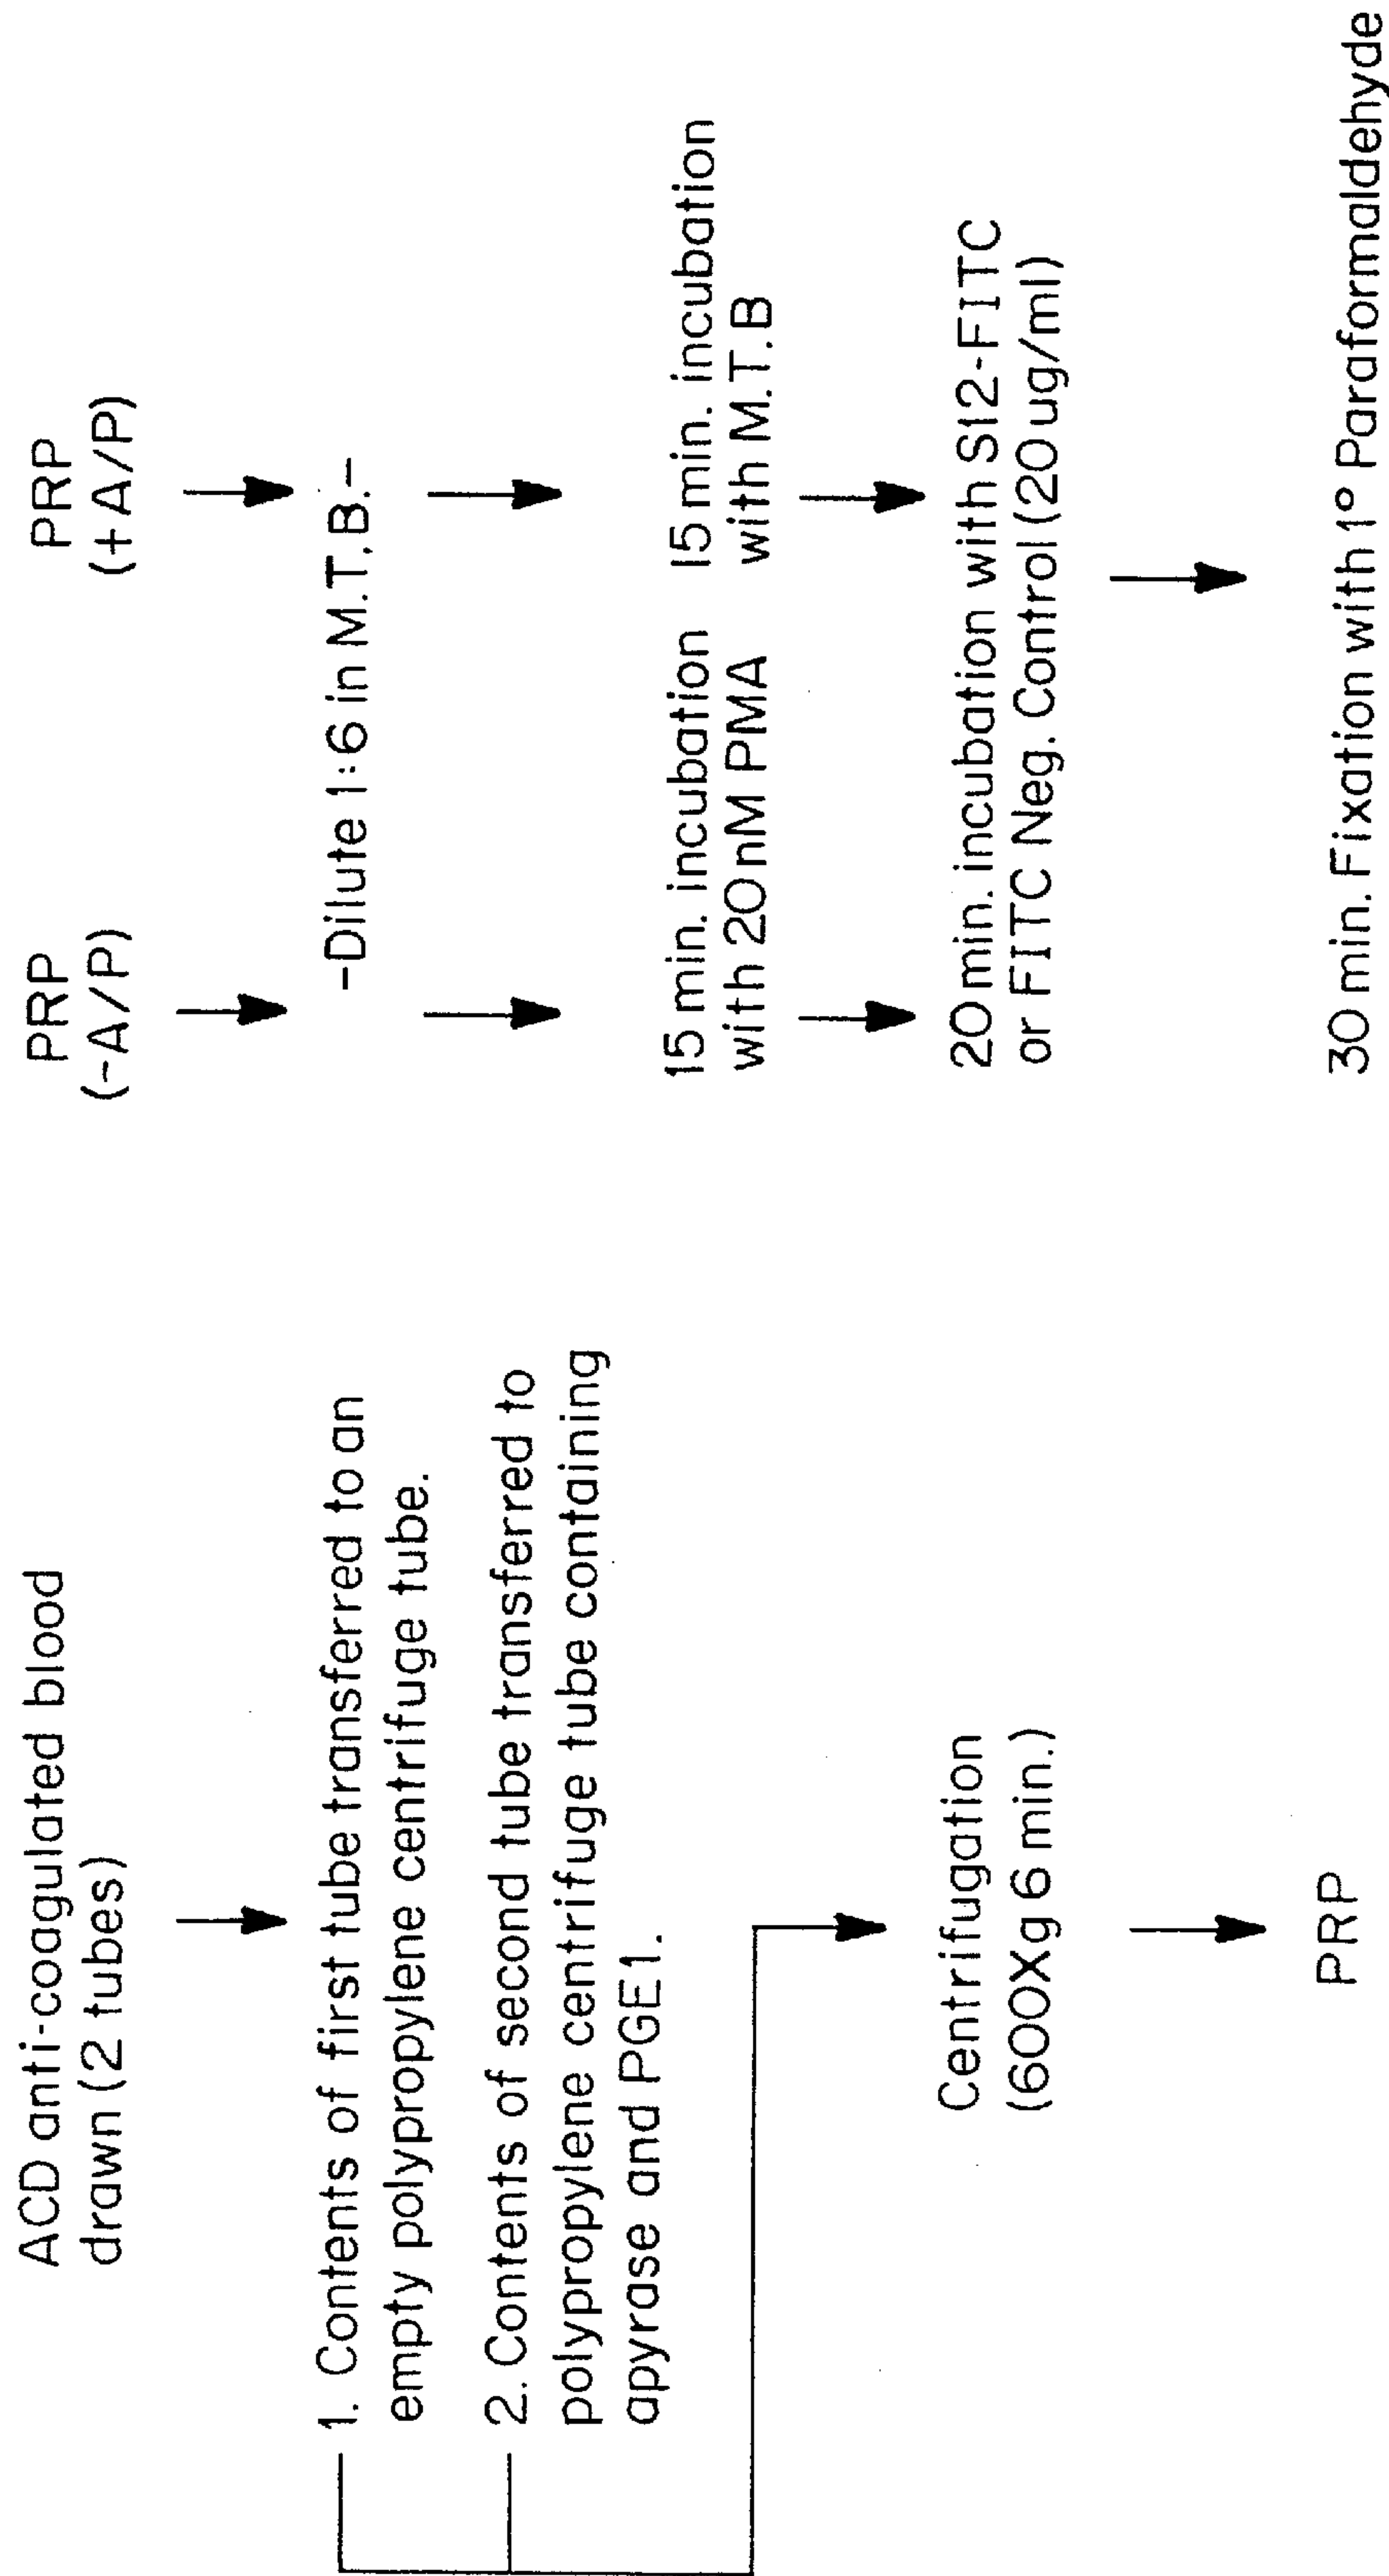 ACD anti-coagulated blood
drawn (2 tubes)
1. Contents of first tube transferred to an
empty polypropylene centrifuge tube.
2. Contents of second tube transferred to
polypropylene centrifuge tube containing
apyrase and PGE1.
Centrifugation
(600Xg 6 min.)
PRP
PRP
(-A/P)
PRP
(+A/P)
-Dilute 1:6 in M.T.B.-
15 min. incubation
with 20nM PMA
15 min. incubation
with M.T.B
20 min. incubation with S12-FITC
or FITC Neg. Control (20ug/ml)
30 min. Fixation with 1° Paraformaldehyde